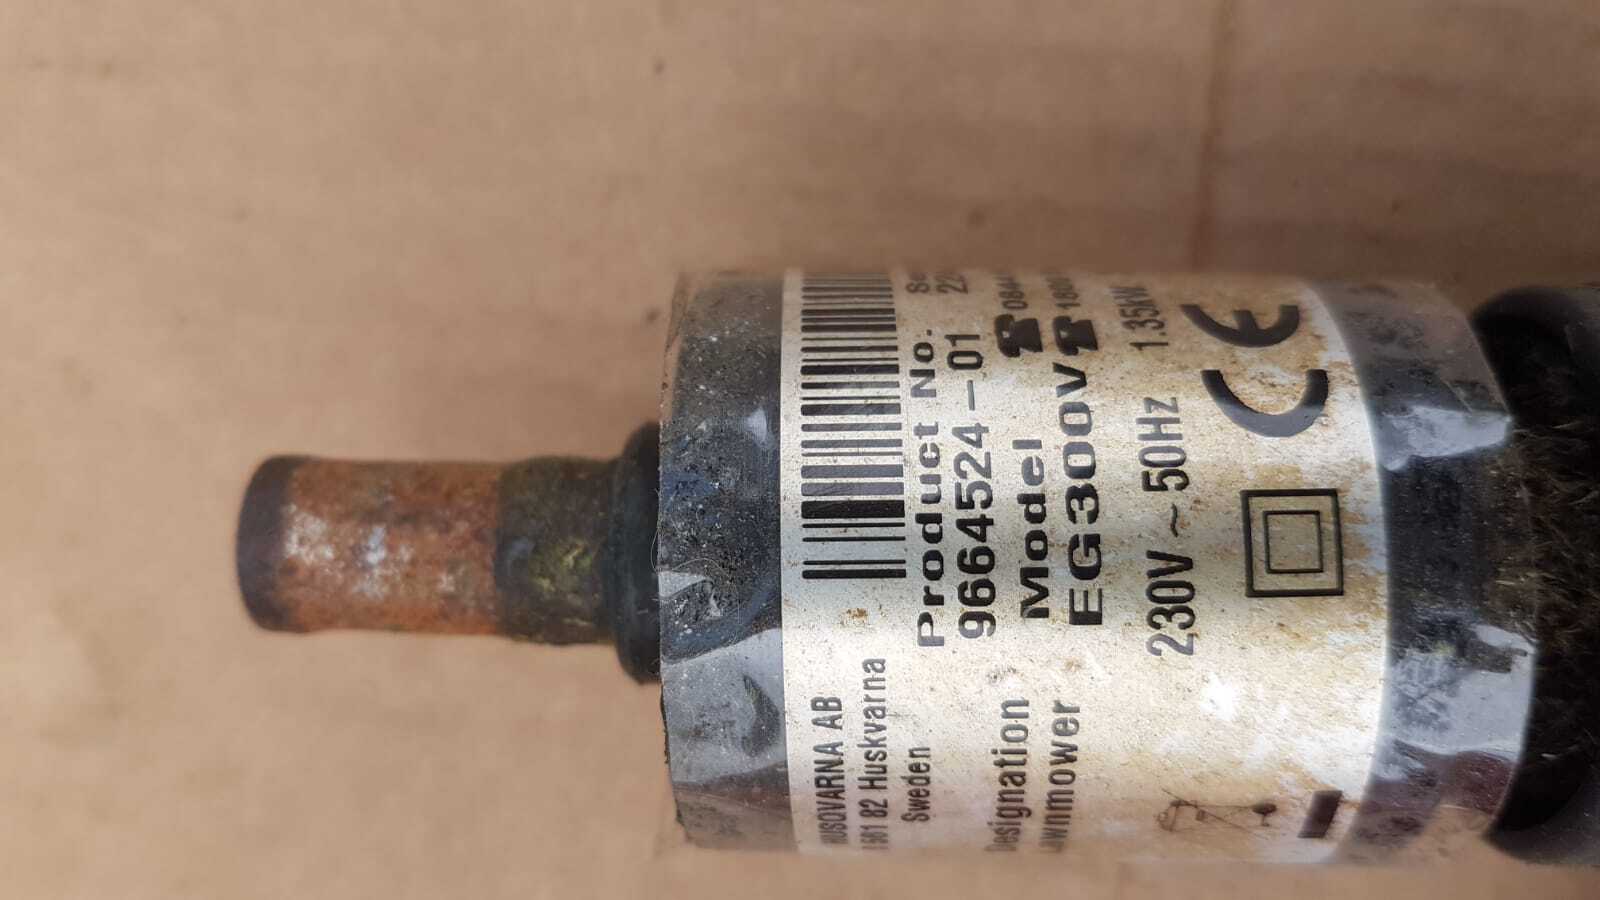 HUSQVARNA AB
561 82 Huskvarna
Sweden
Product No.
9664524-01
Designation
Lawnmower
Model
EG300V
230V ~ 50Hz 1.35kW
CE